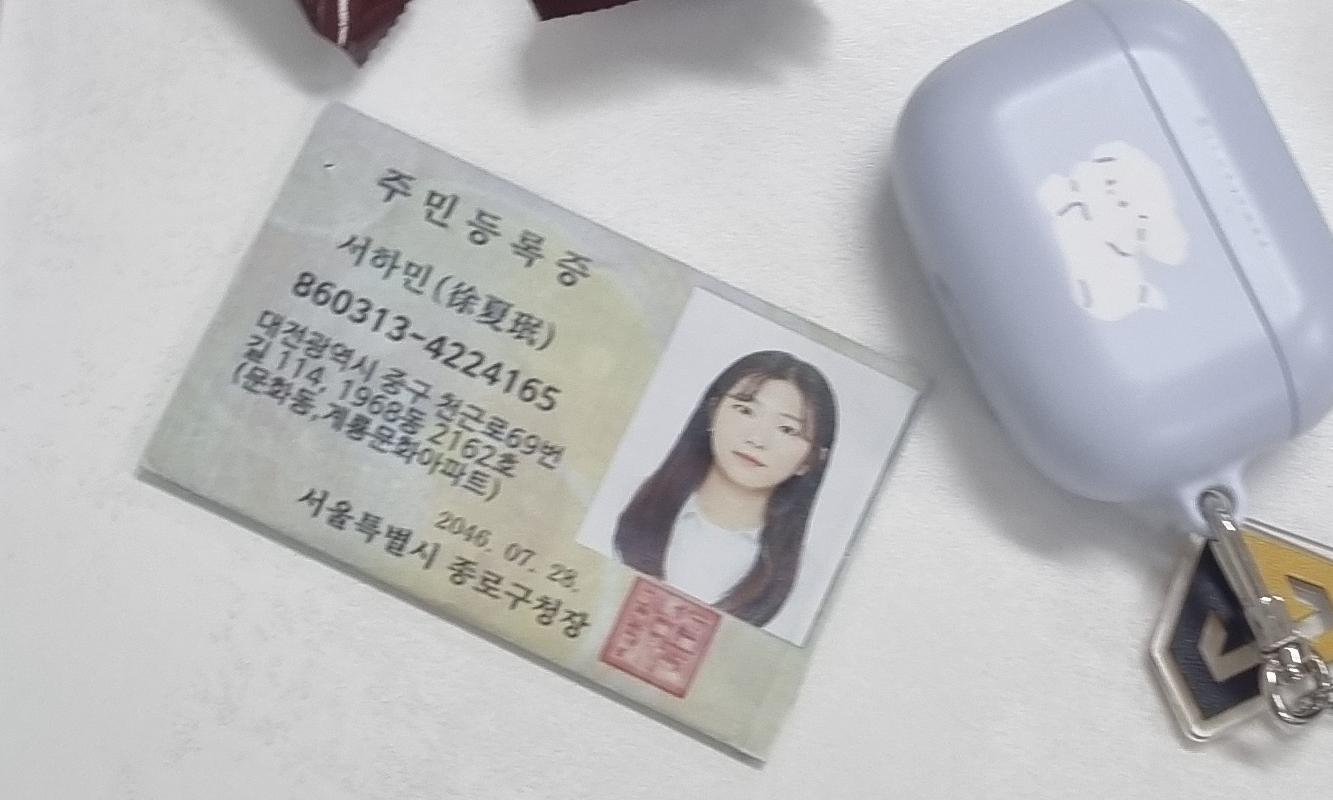 주민등록증
서하민(徐夏珉)
860313-4224165
대전광역시 중구 천근로69번
길 114, 1968동 2162호
(문화동,계룡문화아파트)
2046. 07. 28.
서울특별시 종로구청장